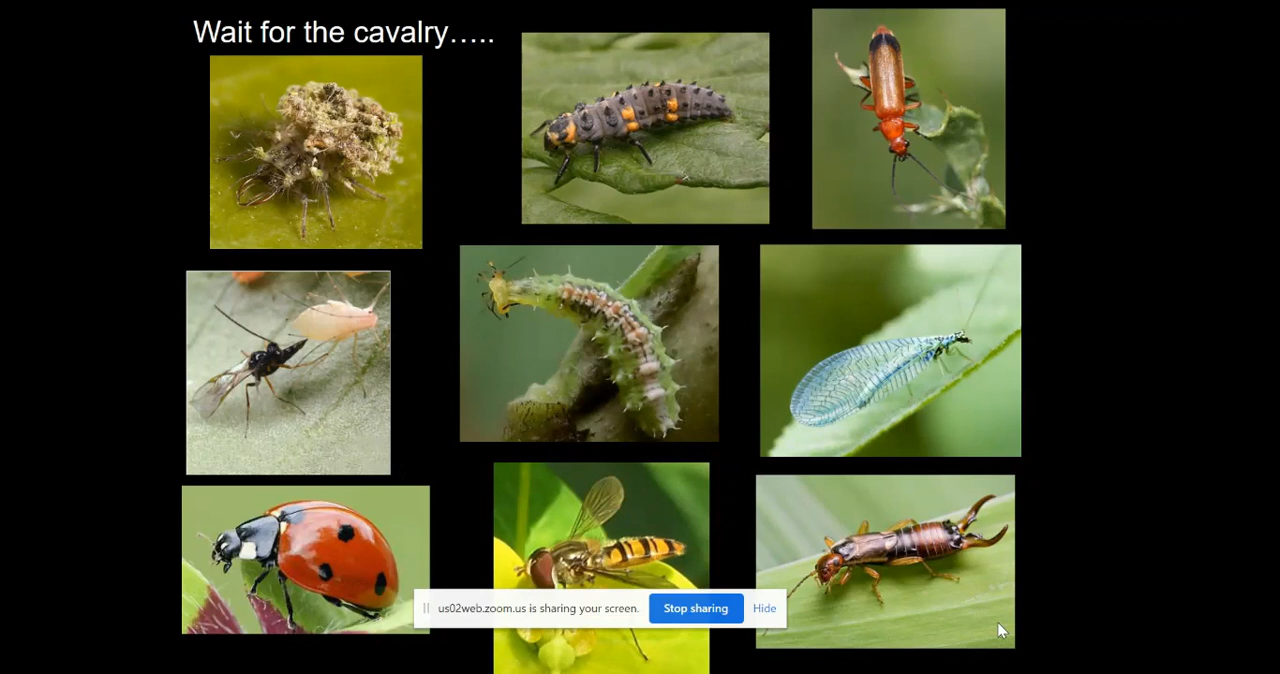 Wait for the cavalry.....
us02web.zoom.us is sharing your screen. Stop sharing Hide